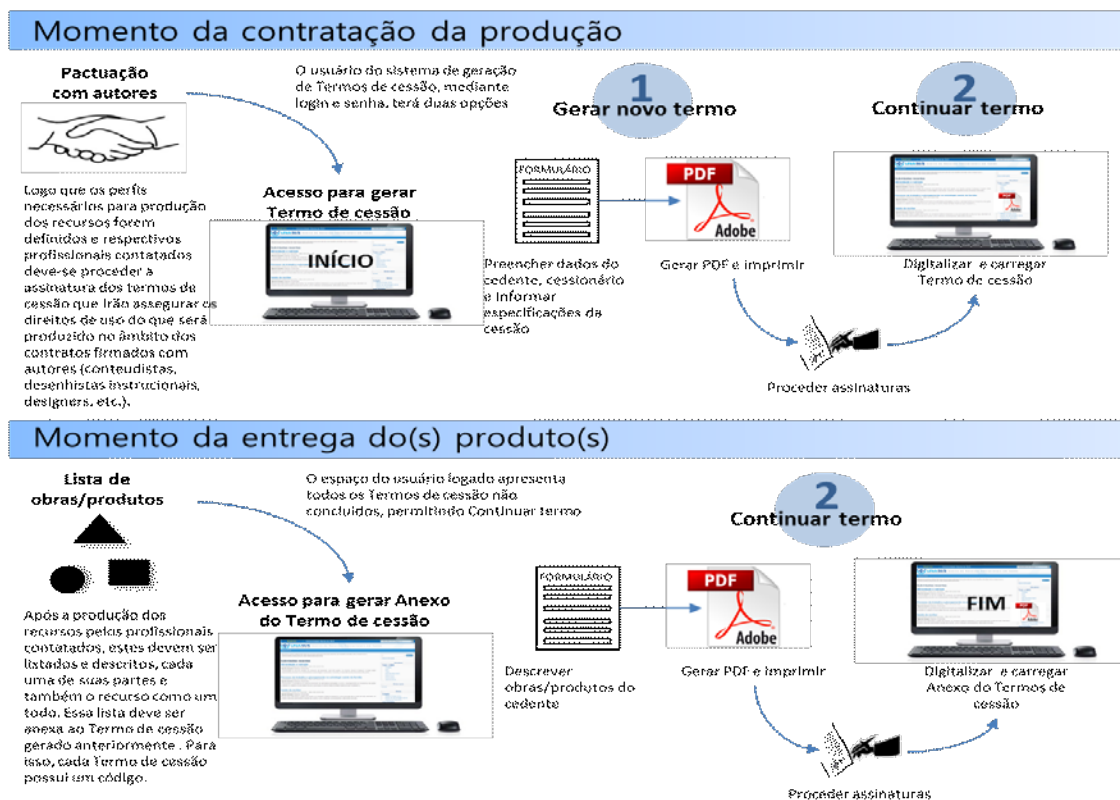 Momento da contratação da produção
Pactuação
com autores
O usuário do sistema de geração
de Termos de cessão, mediante
login e senha, terá duas opções
1
Gerar novo termo
2
Continuar termo
Logo que os perfis
necessários para produção
dos recursos forem
definidos e respectivos
profissionais contatados
deve-se proceder a
assinatura dos termos de
cessão que irão assegurar os
direitos de uso do que será
produzido no âmbito dos
contratos firmados com
autores (conteudistas,
desenhistas instrucionais,
designers, etc.).
Acesso para gerar
Termo de cessão
INÍCIO
FORMULÁRIO
PDF
Adobe
Preencher dados do
cedente, cessionário
e Informar
especificações da
cessão
Gerar PDF e imprimir
Digitalizar e carregar
Termo de cessão
Proceder assinaturas
Momento da entrega do(s) produto(s)
Lista de
obras/produtos
O espaço do usuário logado apresenta
todos os Termos de cessão não
concluídos, permitindo Continuar termo
2
Continuar termo
Após a produção dos
recursos pelos profissionais
contatados, estes devem ser
listados e descritos, cada
uma de suas partes e
também o recurso como um
todo. Essa lista deve ser
anexa ao Termo de cessão
gerado anteriormente . Para
isso, cada Termo de cessão
possui um código.
Acesso para gerar Anexo
do Termo de cessão
FORMULÁRIO
PDF
Adobe
FIM
Descrever
obras/produtos do
cedente
Gerar PDF e imprimir
Digitalizar e carregar
Anexo do Termos de
cessão
Proceder assinaturas